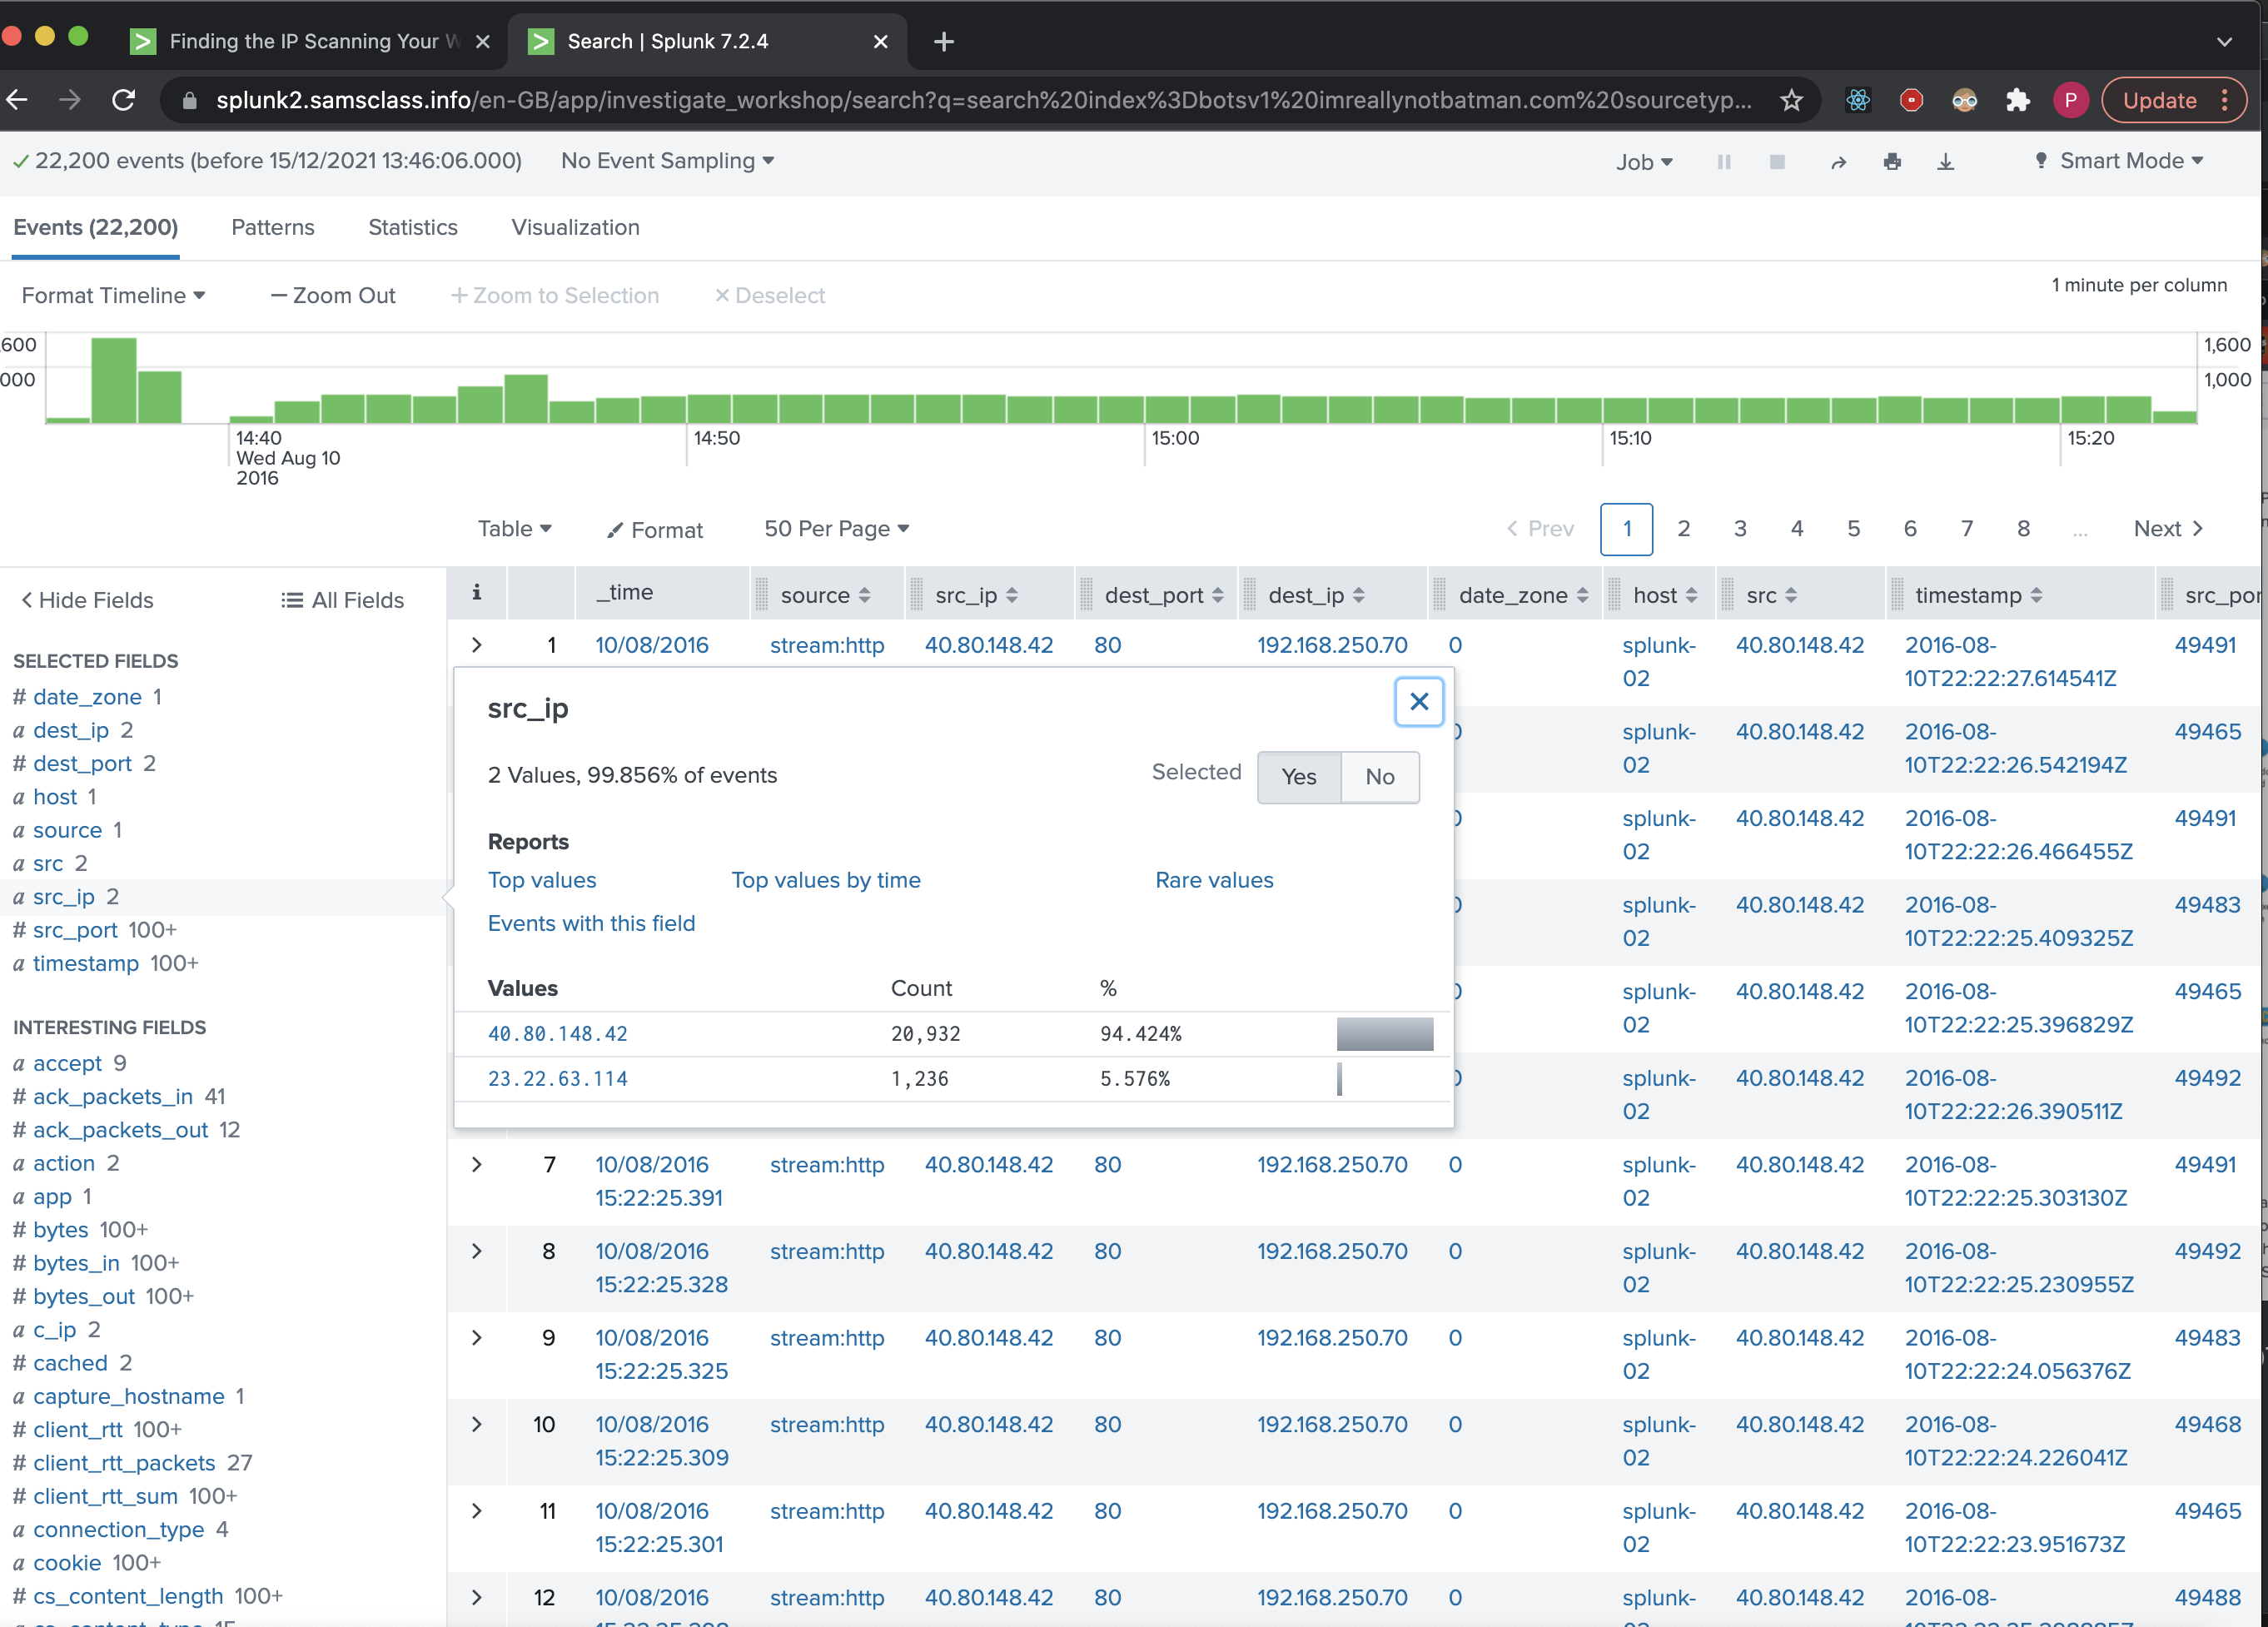 Finding the IP Scanning Your W
Search | Splunk 7.2.4
splunk2.samsclass.info/en-GB/app/investigate_workshop/search?q=search%20index%3Dbotsv1%20imreallynotbatman.com%20sourcetyp...
P
Update
22,200 events (before 15/12/2021 13:46:06.000) No Event Sampling
Job
Smart Mode
Events (22,200) Patterns Statistics Visualization
Format Timeline — Zoom Out + Zoom to Selection × Deselect
1 minute per column
600 1,600
000 1,000
14:40 14:50 15:00 15:10 15:20
Wed Aug 10
2016
Table Format 50 Per Page
Prev 1 2 3 4 5 6 7 8 ... Next
Hide Fields All Fields
SELECTED FIELDS
# date_zone 1
a dest_ip 2
# dest_port 2
a host 1
a source 1
a src 2
a src_ip 2
# src_port 100+
a timestamp 100+
INTERESTING FIELDS
a accept 9
# ack_packets_in 41
# ack_packets_out 12
a action 2
a app 1
# bytes 100+
# bytes_in 100+
# bytes_out 100+
a c_ip 2
# cached 2
a capture_hostname 1
# client_rtt 100+
# client_rtt_packets 27
# client_rtt_sum 100+
a connection_type 4
a cookie 100+
# cs_content_length 100+
i _time source src_ip dest_port dest_ip date_zone host src timestamp src_por
1 10/08/2016 stream:http 40.80.148.42 80 192.168.250.70 0 splunk- 40.80.148.42 2016-08- 49491
02 10T22:22:27.614541Z
src_ip
2 Values, 99.856% of events
Selected Yes No
Reports
Top values Top values by time Rare values
Events with this field
Values Count %
40.80.148.42 20,932 94.424%
23.22.63.114 1,236 5.576%
splunk- 40.80.148.42 2016-08- 49465
02 10T22:22:26.542194Z
splunk- 40.80.148.42 2016-08- 49491
02 10T22:22:26.466455Z
splunk- 40.80.148.42 2016-08- 49483
02 10T22:22:25.409325Z
splunk- 40.80.148.42 2016-08- 49465
02 10T22:22:25.396829Z
splunk- 40.80.148.42 2016-08- 49492
02 10T22:22:26.390511Z
7 10/08/2016 stream:http 40.80.148.42 80 192.168.250.70 0 splunk- 40.80.148.42 2016-08- 49491
15:22:25.391 02 10T22:22:25.303130Z
8 10/08/2016 stream:http 40.80.148.42 80 192.168.250.70 0 splunk- 40.80.148.42 2016-08- 49492
15:22:25.328 02 10T22:22:25.230955Z
9 10/08/2016 stream:http 40.80.148.42 80 192.168.250.70 0 splunk- 40.80.148.42 2016-08- 49483
15:22:25.325 02 10T22:22:24.056376Z
10 10/08/2016 stream:http 40.80.148.42 80 192.168.250.70 0 splunk- 40.80.148.42 2016-08- 49468
15:22:25.309 02 10T22:22:24.226041Z
11 10/08/2016 stream:http 40.80.148.42 80 192.168.250.70 0 splunk- 40.80.148.42 2016-08- 49465
15:22:25.301 02 10T22:22:23.951673Z
12 10/08/2016 stream:http 40.80.148.42 80 192.168.250.70 0 splunk- 40.80.148.42 2016-08- 49488